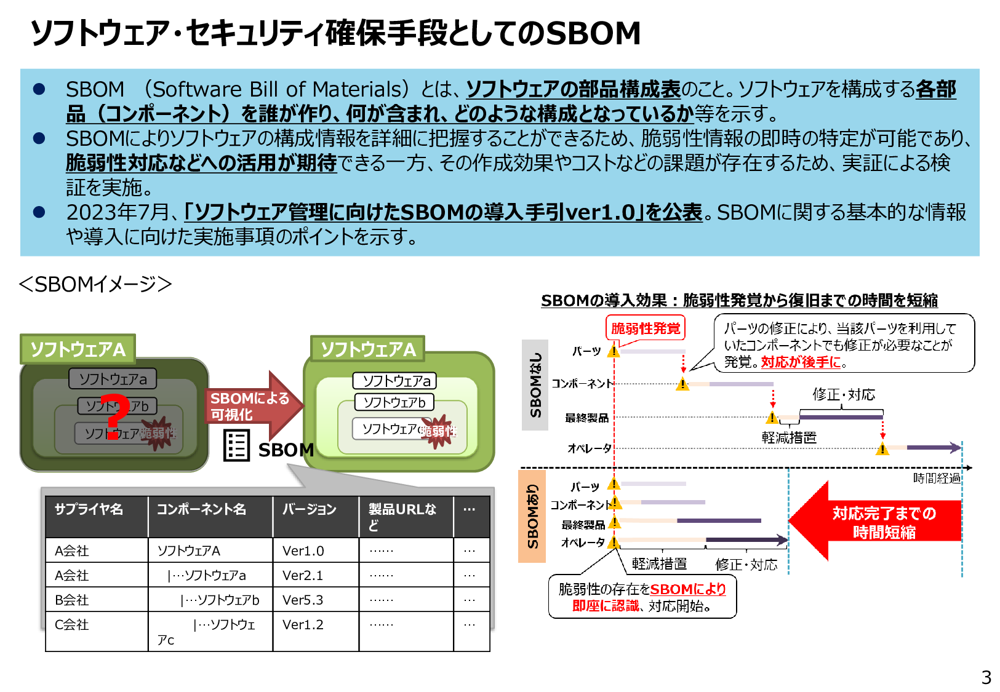 ソフトウェア・セキュリティ確保手段としてのSBOM
● SBOM （Software Bill of Materials）とは、ソフトウェアの部品構成表のこと。ソフトウェアを構成する各部
品（コンポーネント）を誰が作り、何が含まれ、どのような構成となっているか等を示す。
● SBOMによりソフトウェアの構成情報を詳細に把握することができるため、脆弱性情報の即時の特定が可能であり、
脆弱性対応などへの活用が期待できる一方、その作成効果やコストなどの課題が存在するため、実証による検
証を実施。
● 2023年7月、「ソフトウェア管理に向けたSBOMの導入手引ver1.0」を公表。SBOMに関する基本的な情報
や導入に向けた実施事項のポイントを示す。
＜SBOMイメージ＞
ソフトウェアA
ソフトウェアa
ソフトウェアb
ソフトウェア
脆弱性
?
SBOMによる
可視化
SBOM
ソフトウェアA
ソフトウェアa
ソフトウェアb
ソフトウェアc
脆弱性
サプライヤ名 コンポーネント名 バージョン 製品URLな
ど …
A会社 ソフトウェアA Ver1.0 …… …
A会社 |…ソフトウェアa Ver2.1 …… …
B会社 |…ソフトウェアb Ver5.3 …… …
C会社 |…ソフトウェ
アc Ver1.2 …… …
SBOMの導入効果：脆弱性発覚から復旧までの時間を短縮
脆弱性発覚
パーツの修正により、当該パーツを利用して
いたコンポーネントでも修正が必要なことが
発覚。対応が後手に。
SBOMなし
パーツ
コンポーネント
最終製品
オペレータ
修正・対応
軽減措置
時間経過
SBOMあり
パーツ
コンポーネント
最終製品
オペレータ
軽減措置
修正・対応
対応完了までの
時間短縮
脆弱性の存在をSBOMにより
即座に認識、対応開始。
3